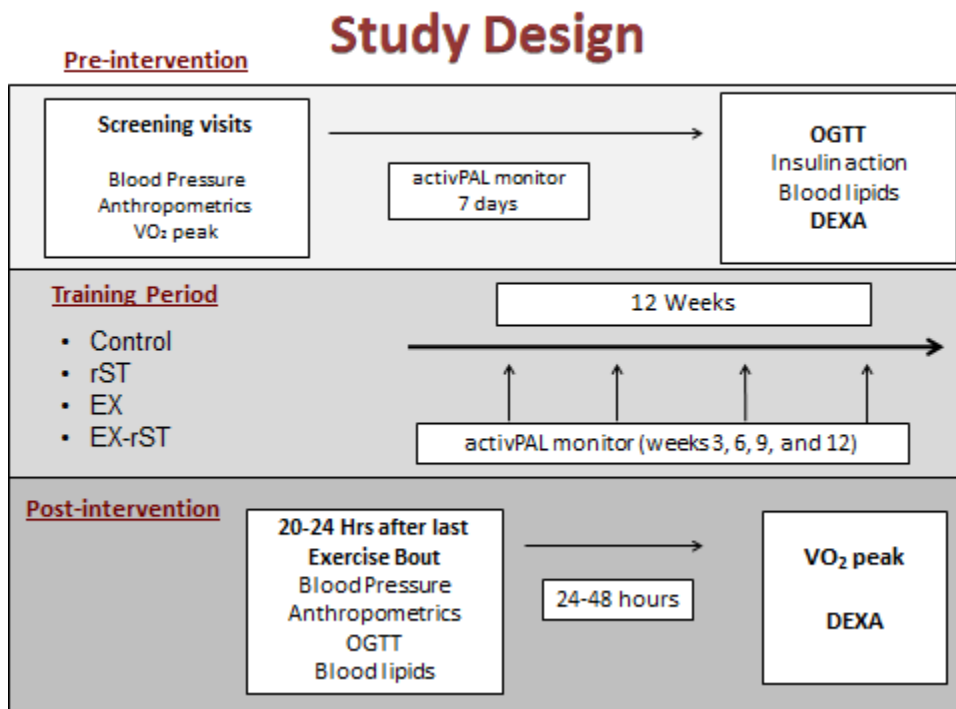 Study Design
Pre-intervention
Screening visits
Blood Pressure
Anthropometrics
VO₂ peak
activPAL monitor
7 days
OGTT
Insulin action
Blood lipids
DEXA
Training Period
• Control
• rST
• EX
• EX-rST
12 Weeks
activPAL monitor (weeks 3, 6, 9, and 12)
Post-intervention
20-24 Hrs after last
Exercise Bout
Blood Pressure
Anthropometrics
OGTT
Blood lipids
24-48 hours
VO₂ peak
DEXA